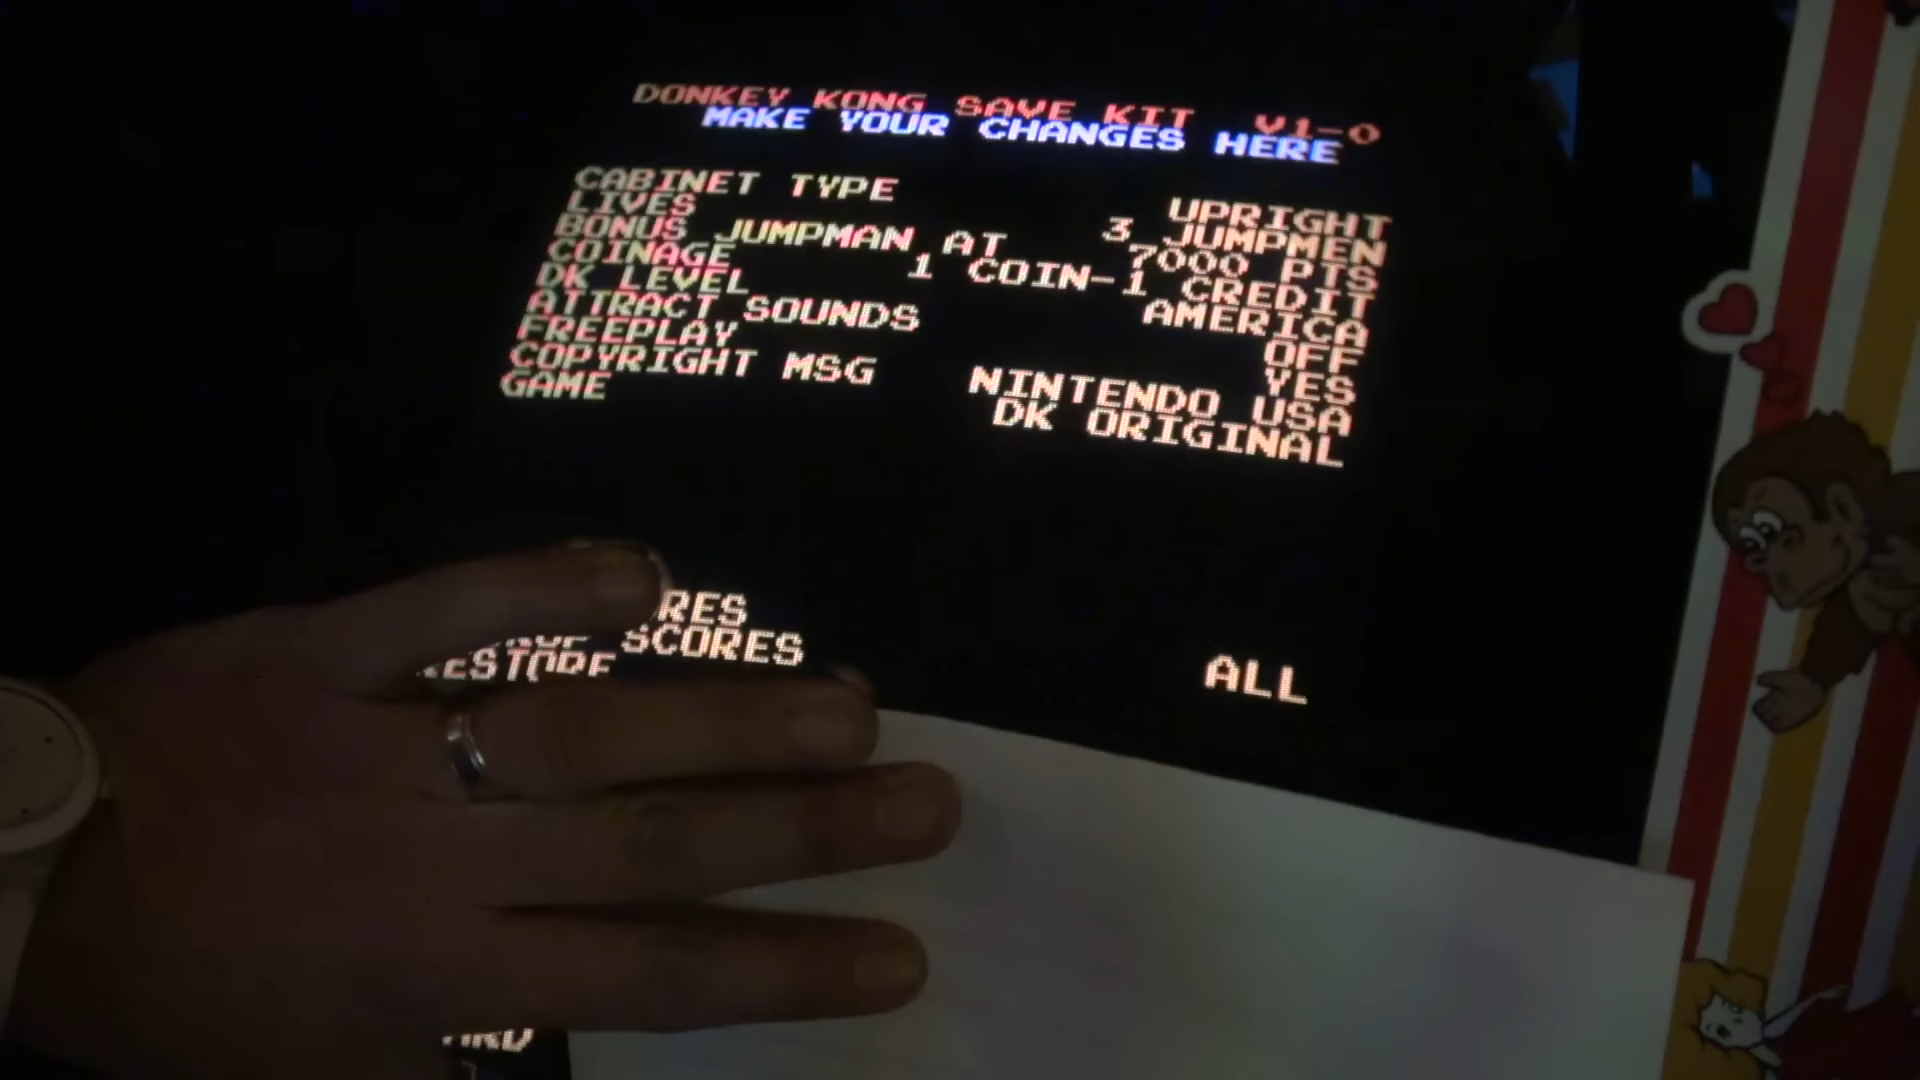 DONKEY KONG SAVE KIT V1-0
MAKE YOUR CHANGES HERE
CABINET TYPE UPRIGHT
LIVES 3 JUMPMEN
BONUS JUMPMAN AT 7000 PTS
COINAGE 1 COIN-1 CREDIT
DK LEVEL AMERICA
ATTRACT SOUNDS OFF
FREEPLAY YES
COPYRIGHT MSG NINTENDO USA
GAME DK ORIGINAL
RES
SCORES ALL